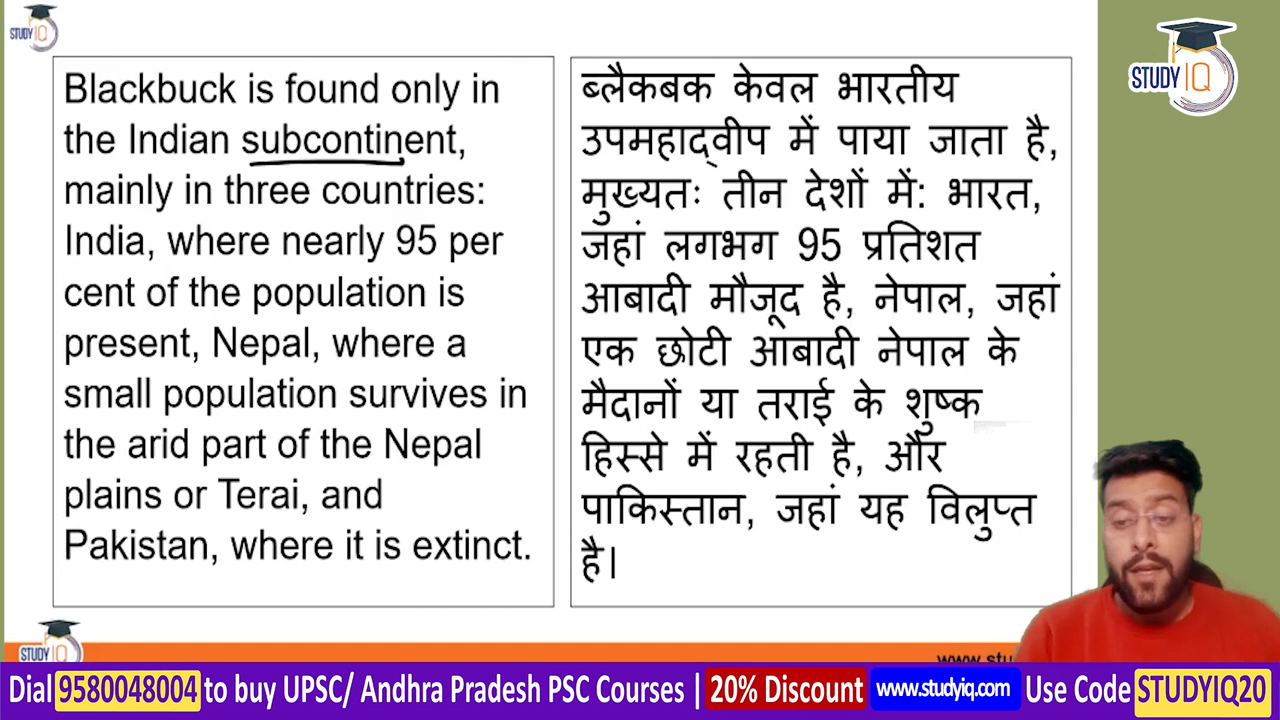 STUDY IQ
STUDY IQ
Blackbuck is found only in
the Indian subcontinent,
mainly in three countries:
India, where nearly 95 per
cent of the population is
present, Nepal, where a
small population survives in
the arid part of the Nepal
plains or Terai, and
Pakistan, where it is extinct.
ब्लैकबक केवल भारतीय
उपमहाद्वीप में पाया जाता है,
मुख्यतः तीन देशों में: भारत,
जहां लगभग 95 प्रतिशत
आबादी मौजूद है, नेपाल, जहां
एक छोटी आबादी नेपाल के
मैदानों या तराई के शुष्क
हिस्से में रहती है, और
पाकिस्तान, जहां यह विलुप्त
है।
STUDY IQ
Dial 9580048004 to buy UPSC/ Andhra Pradesh PSC Courses | 20% Discount www.studyiq.com Use Code STUDYIQ20